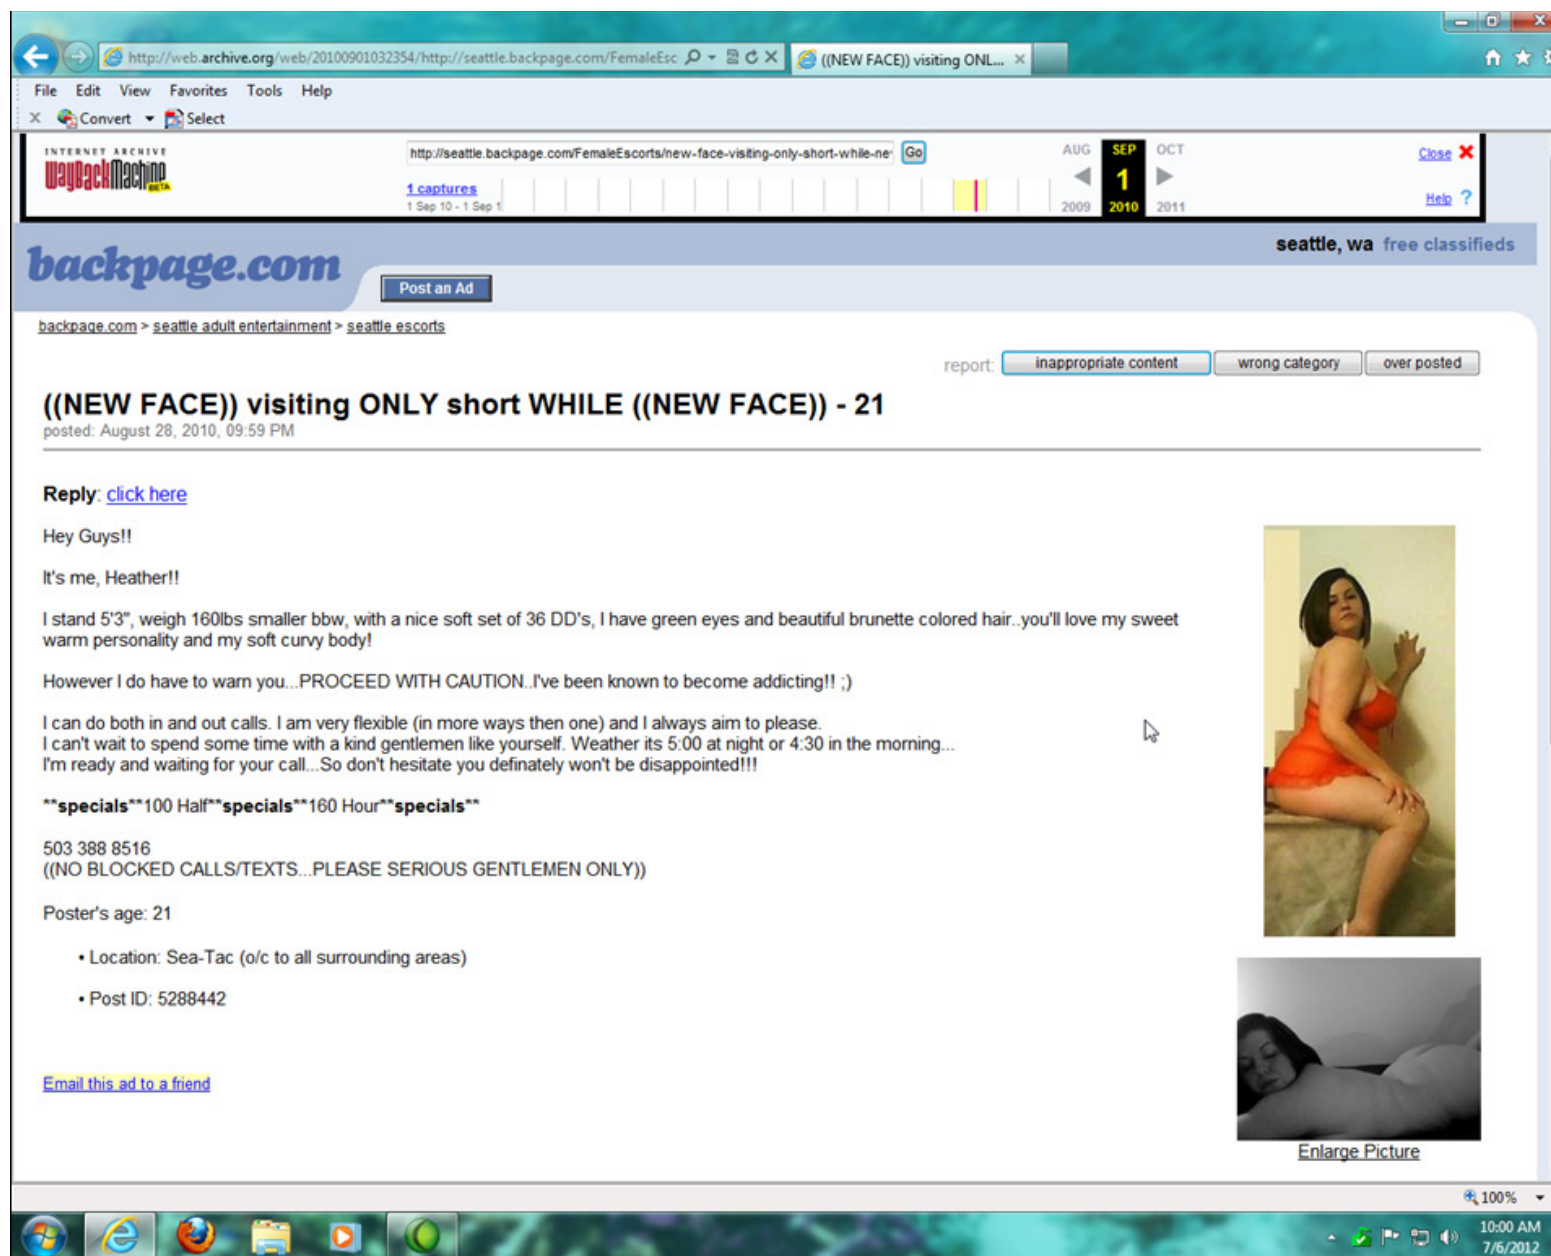 http://web.archive.org/web/20100901032354/http://seattle.backpage.com/FemaleEsc
((NEW FACE)) visiting ONL...
File Edit View Favorites Tools Help
Convert Select
INTERNET ARCHIVE
WayBackMachine
BETA
http://seattle.backpage.com/FemaleEscorts/new-face-visiting-only-short-while-ne
Go
1 captures
1 Sep 10 - 1 Sep 1
AUG SEP OCT
1
2009 2010 2011
Close
Help ?
backpage.com
Post an Ad
seattle, wa free classifieds
backpage.com > seattle adult entertainment > seattle escorts
report: inappropriate content wrong category over posted
((NEW FACE)) visiting ONLY short WHILE ((NEW FACE)) - 21
posted: August 28, 2010, 09:59 PM
Reply: click here
Hey Guys!!
It's me, Heather!!
I stand 5'3", weigh 160lbs smaller bbw, with a nice soft set of 36 DD's, I have green eyes and beautiful brunette colored hair..you'll love my sweet
warm personality and my soft curvy body!
However I do have to warn you...PROCEED WITH CAUTION..I've been known to become addicting!! ;)
I can do both in and out calls. I am very flexible (in more ways then one) and I always aim to please.
I can't wait to spend some time with a kind gentlemen like yourself. Weather its 5:00 at night or 4:30 in the morning...
I'm ready and waiting for your call...So don't hesitate you definately won't be disappointed!!!
**specials**100 Half**specials**160 Hour**specials**
503 388 8516
((NO BLOCKED CALLS/TEXTS...PLEASE SERIOUS GENTLEMEN ONLY))
Poster's age: 21
• Location: Sea-Tac (o/c to all surrounding areas)
• Post ID: 5288442
Email this ad to a friend
Enlarge Picture
100%
10:00 AM
7/6/2012